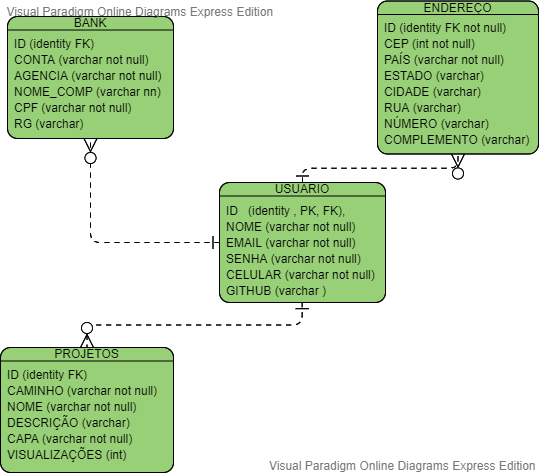 Visual Paradigm Online Diagrams Express Edition
BANK
ID (identity FK)
CONTA (varchar not null)
AGENCIA (varchar not null)
NOME_COMP (varchar nn)
CPF (varchar not null)
RG (varchar)
ENDEREÇO
ID (identity FK not null)
CEP (int not null)
PAÍS (varchar not null)
ESTADO (varchar)
CIDADE (varchar)
RUA (varchar)
NÚMERO (varchar)
COMPLEMENTO (varchar)
USUÁRIO
ID (identity , PK, FK),
NOME (varchar not null)
EMAIL (varchar not null)
SENHA (varchar not null)
CELULAR (varchar not null)
GITHUB (varchar )
PROJETOS
ID (identity FK)
CAMINHO (varchar not null)
NOME (varchar not null)
DESCRIÇÃO (varchar)
CAPA (varchar not null)
VISUALIZAÇÕES (int)
Visual Paradigm Online Diagrams Express Edition